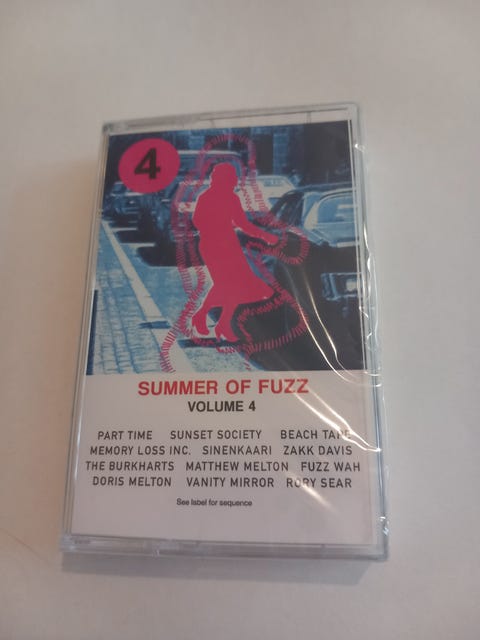 4
SUMMER OF FUZZ
VOLUME 4
PART TIME SUNSET SOCIETY BEACH TAPE
MEMORY LOSS INC. SINENKAARI ZAKK DAVIS
THE BURKHARTS MATTHEW MELTON FUZZ WAH
DORIS MELTON VANITY MIRROR RORY SEAR
See label for sequence